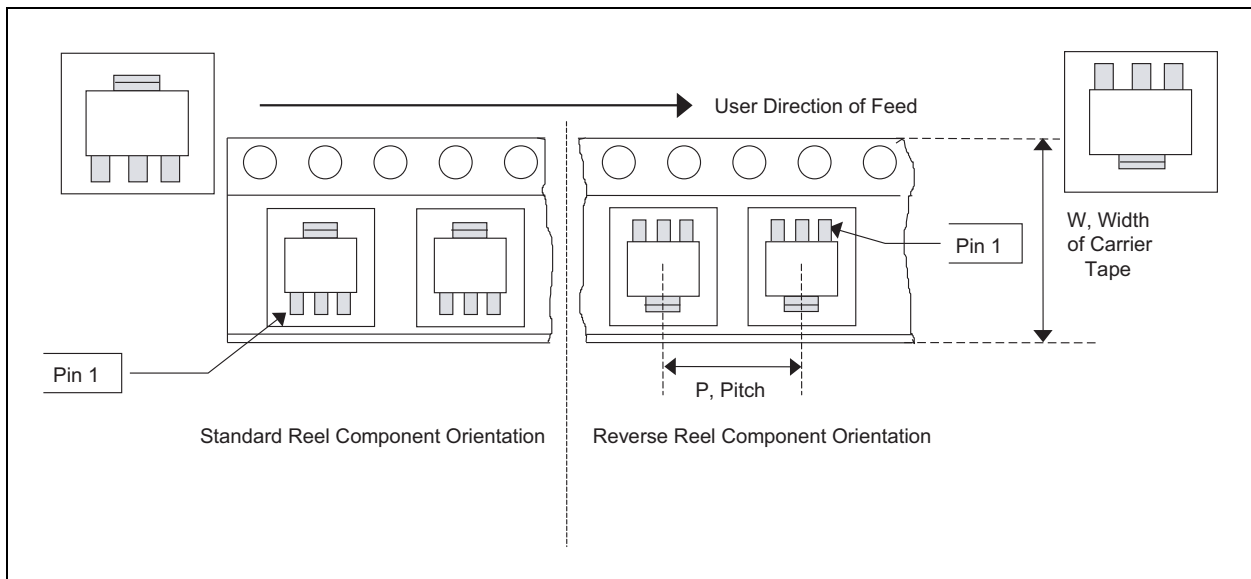 User Direction of Feed
Pin 1
W, Width
of Carrier
Tape
Pin 1
P, Pitch
Standard Reel Component Orientation
Reverse Reel Component Orientation